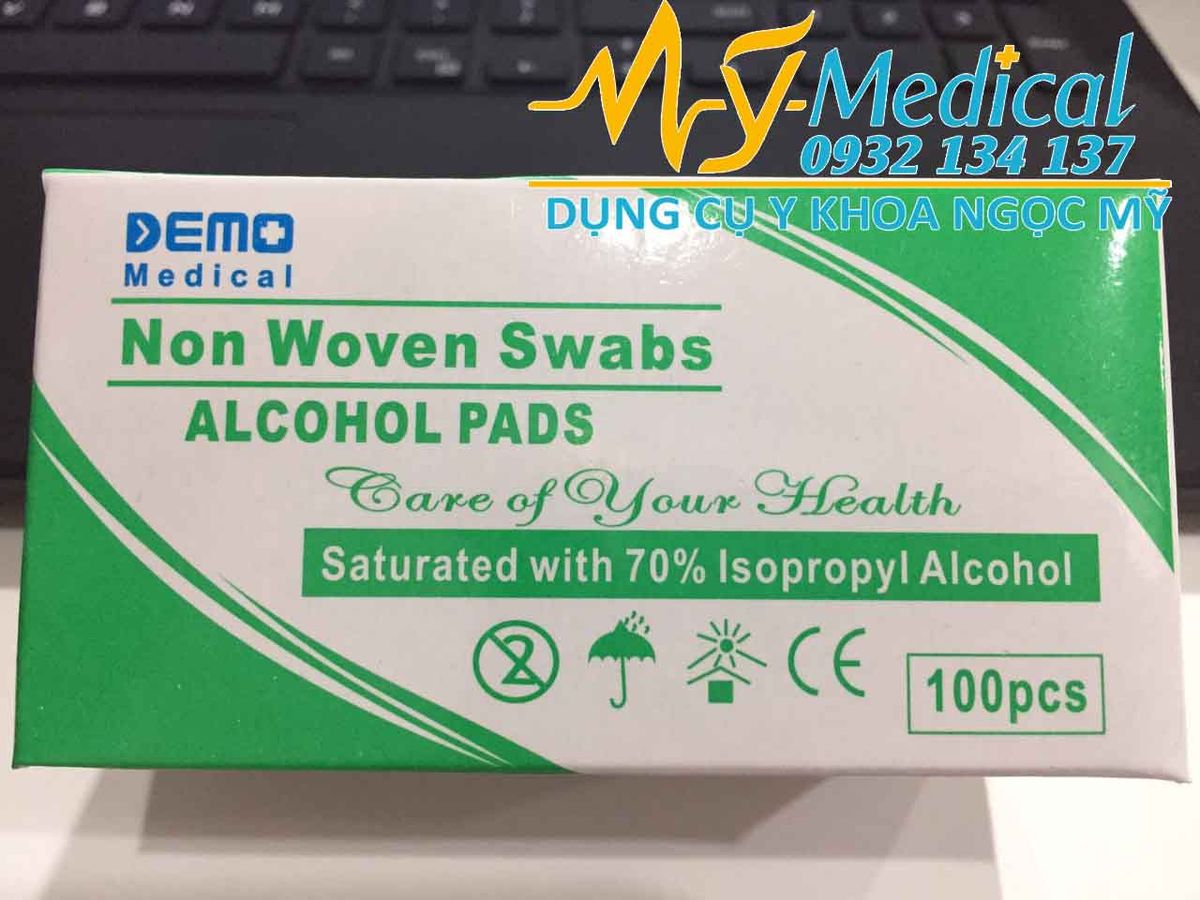 My-Medical
0932 134 137
DỤNG CỤ Y KHOA NGỌC MỸ
DEMO
Medical
Non Woven Swabs
ALCOHOL PADS
Care of Your Health
Saturated with 70% Isopropyl Alcohol
2
CE
100pcs